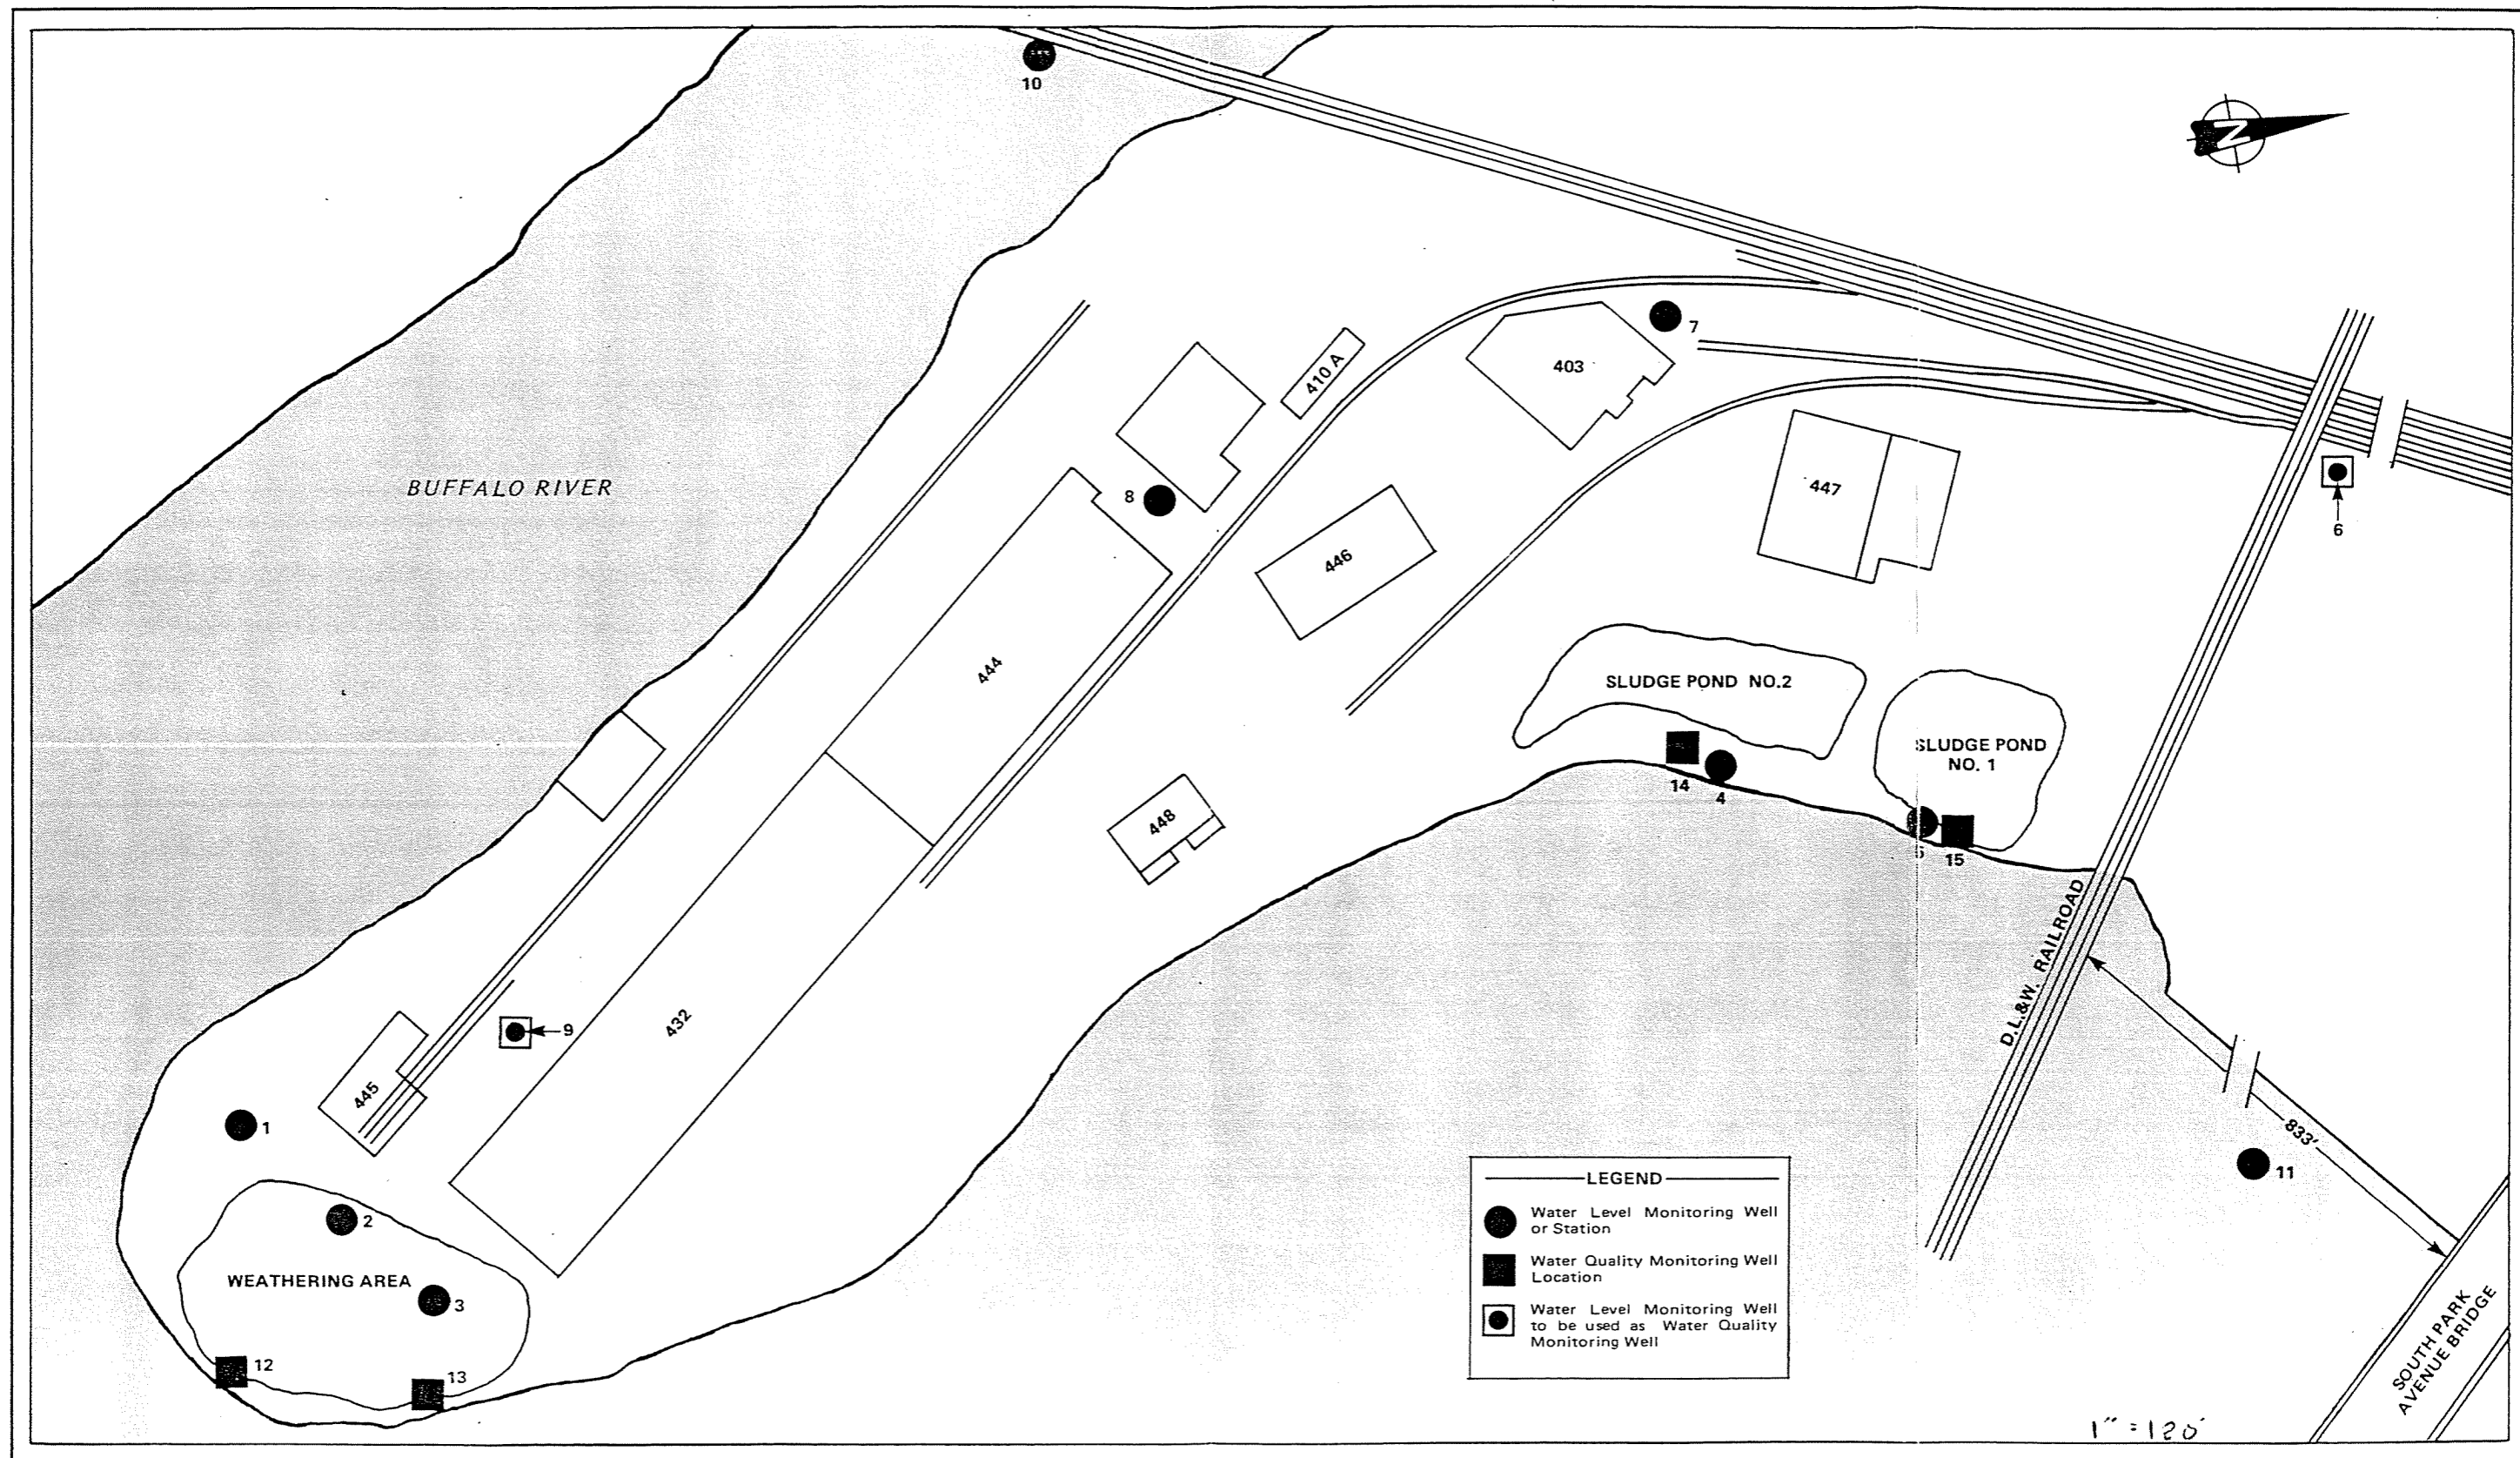 10
N
7
403
410 A
BUFFALO RIVER
8
447
6
446
444
SLUDGE POND NO.2
SLUDGE POND
NO. 1
14
4
448
5
15
D.L.&W. RAILROAD
9
432
445
1
833'
11
2
WEATHERING AREA
3
12
13
LEGEND
Water Level Monitoring Well
or Station
Water Quality Monitoring Well
Location
Water Level Monitoring Well
to be used as Water Quality
Monitoring Well
SOUTH PARK
AVENUE BRIDGE
1" = 120'